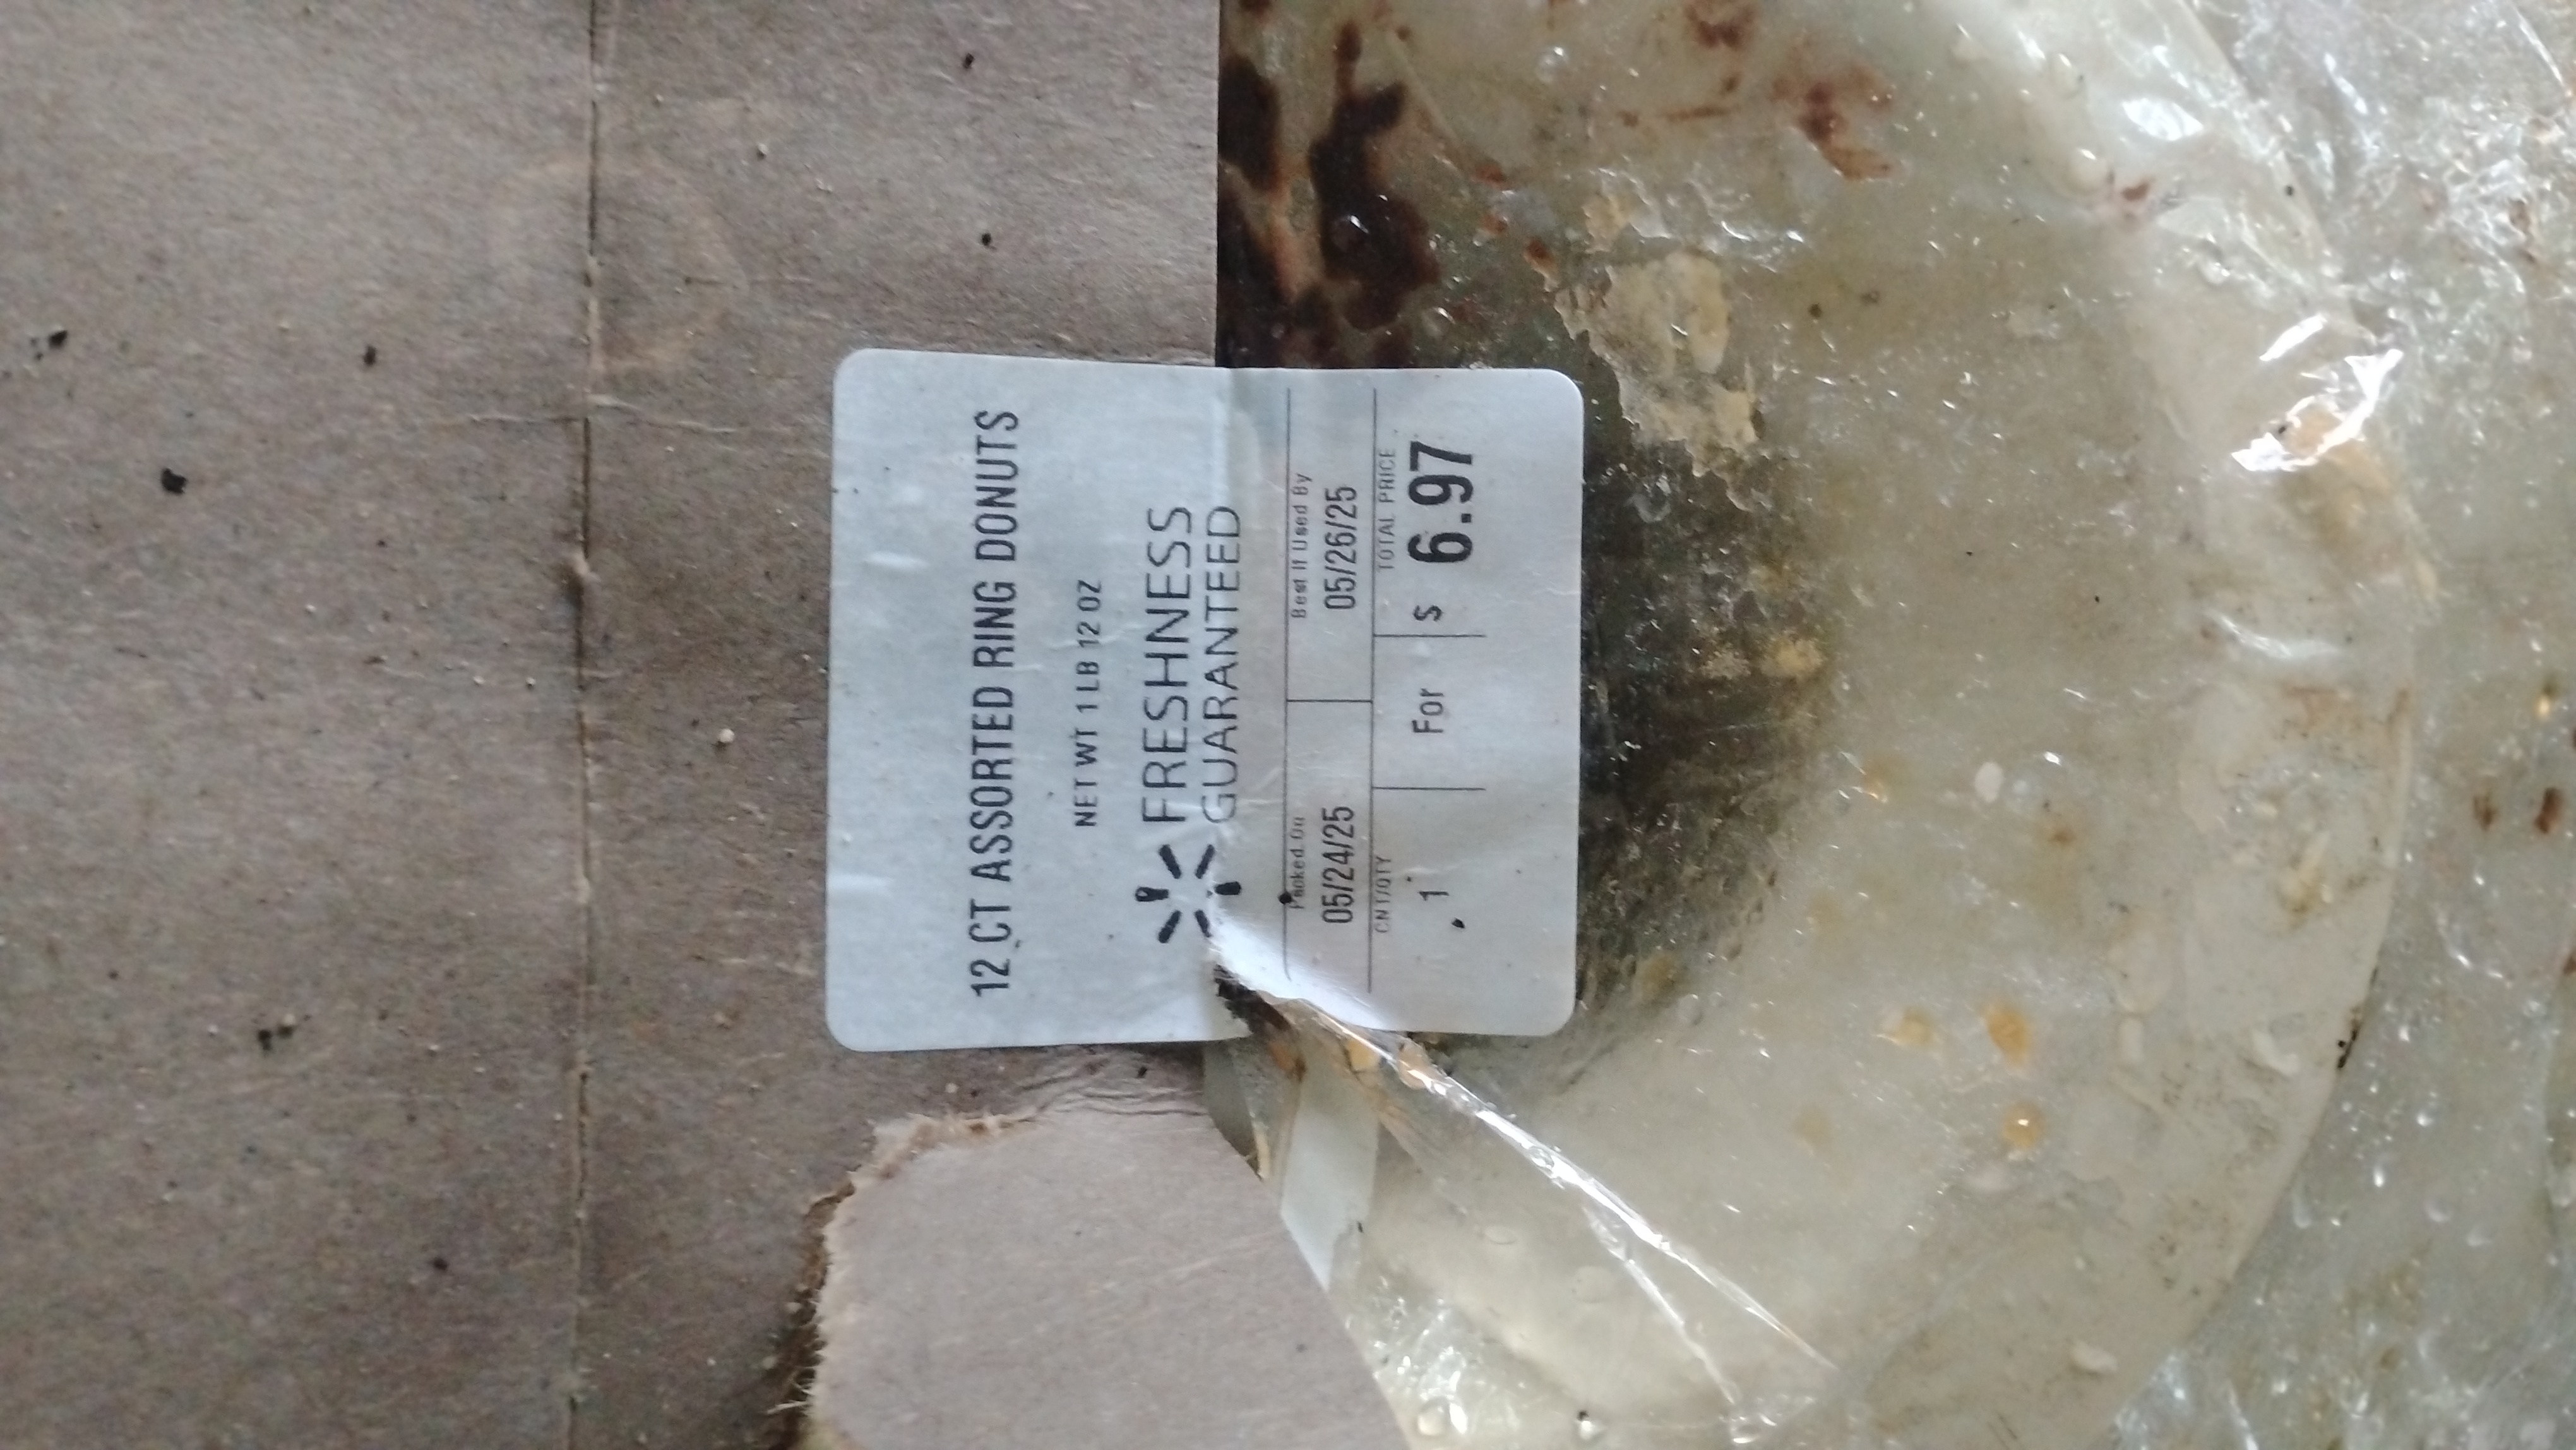 12 CT ASSORTED RING DONUTS
NET WT 1 LB 12 OZ
FRESHNESS
GUARANTEED
Packed On
05/24/25
Best If Used By
05/26/25
CNT/QTY
1
For
TOTAL PRICE
$ 6.97